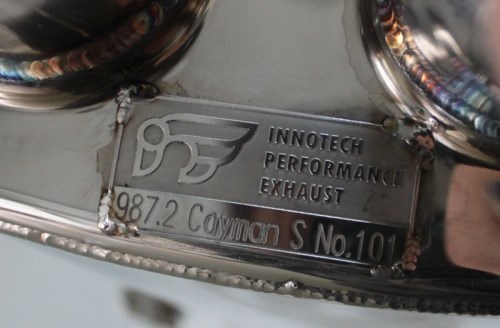 INNOTECH
PERFORMANCE
EXHAUST
987.2 Cayman S No.101